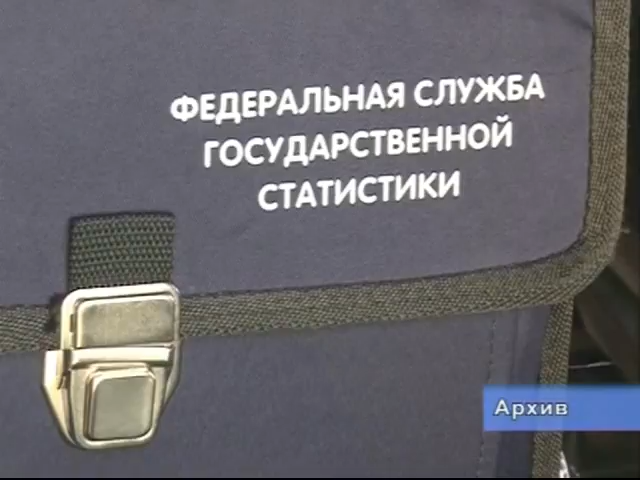 ФЕДЕРАЛЬНАЯ СЛУЖБА
ГОСУДАРСТВЕННОЙ
СТАТИСТИКИ
Архив